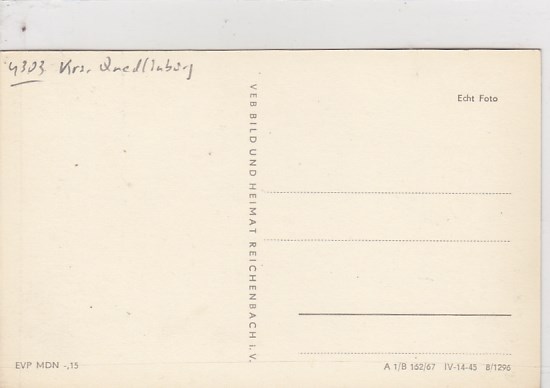 4303 Krs. Quedlinburg
Echt Foto
VEB BILD UND HEIMAT REICHENBACH i. V.
EVP MDN -,15
A 1/B 162/67 IV-14-45 8/1296